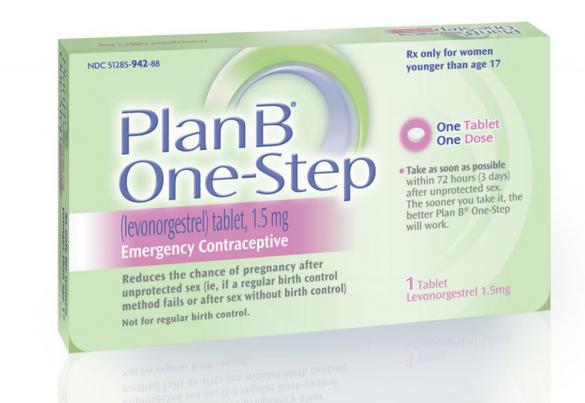 Rx only for women
younger than age 17
NDC 51285-942-88
Plan B®
One-Step
(levonorgestrel) tablet, 1.5 mg
Emergency Contraceptive
Reduces the chance of pregnancy after
unprotected sex (ie, if a regular birth control
method fails or after sex without birth control)
Not for regular birth control.
One Tablet
One Dose
• Take as soon as possible
within 72 hours (3 days)
after unprotected sex.
The sooner you take it, the
better Plan B® One-Step
will work.
1 Tablet
Levonorgestrel 1.5mg